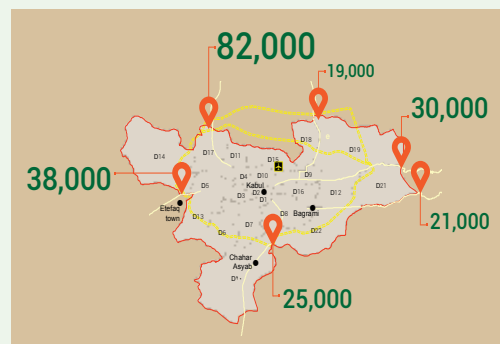 82,000
19,000
30,000
38,000
21,000
25,000
D14
D17
D11
D15
D18
D19
D4
D10
D9
D5
Kabul
D3
D2
D1
D16
D12
D21
Etefaq
town
D13
D6
D7
D8
Bagrami
D22
Chahar
Asyab